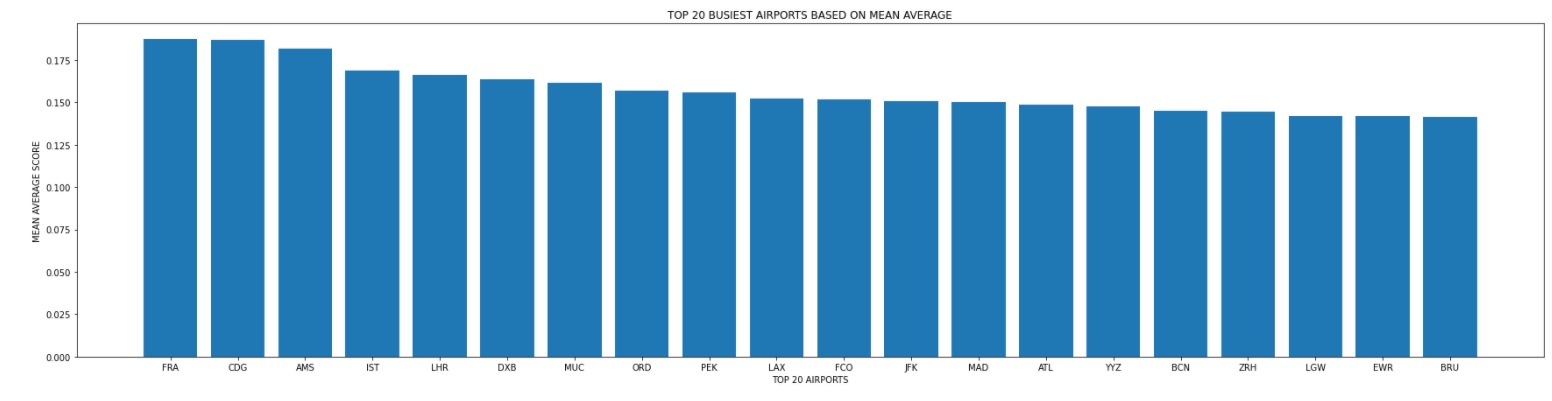 TOP 20 BUSIEST AIRPORTS BASED ON MEAN AVERAGE
MEAN AVERAGE SCORE
0.175
0.150
0.125
0.100
0.075
0.050
0.025
0.000
FRA CDG AMS IST LHR DXB MUC ORD PEK LAX FCO JFK MAD ATL YYZ BCN ZRH LGW EWR BRU
TOP 20 AIRPORTS